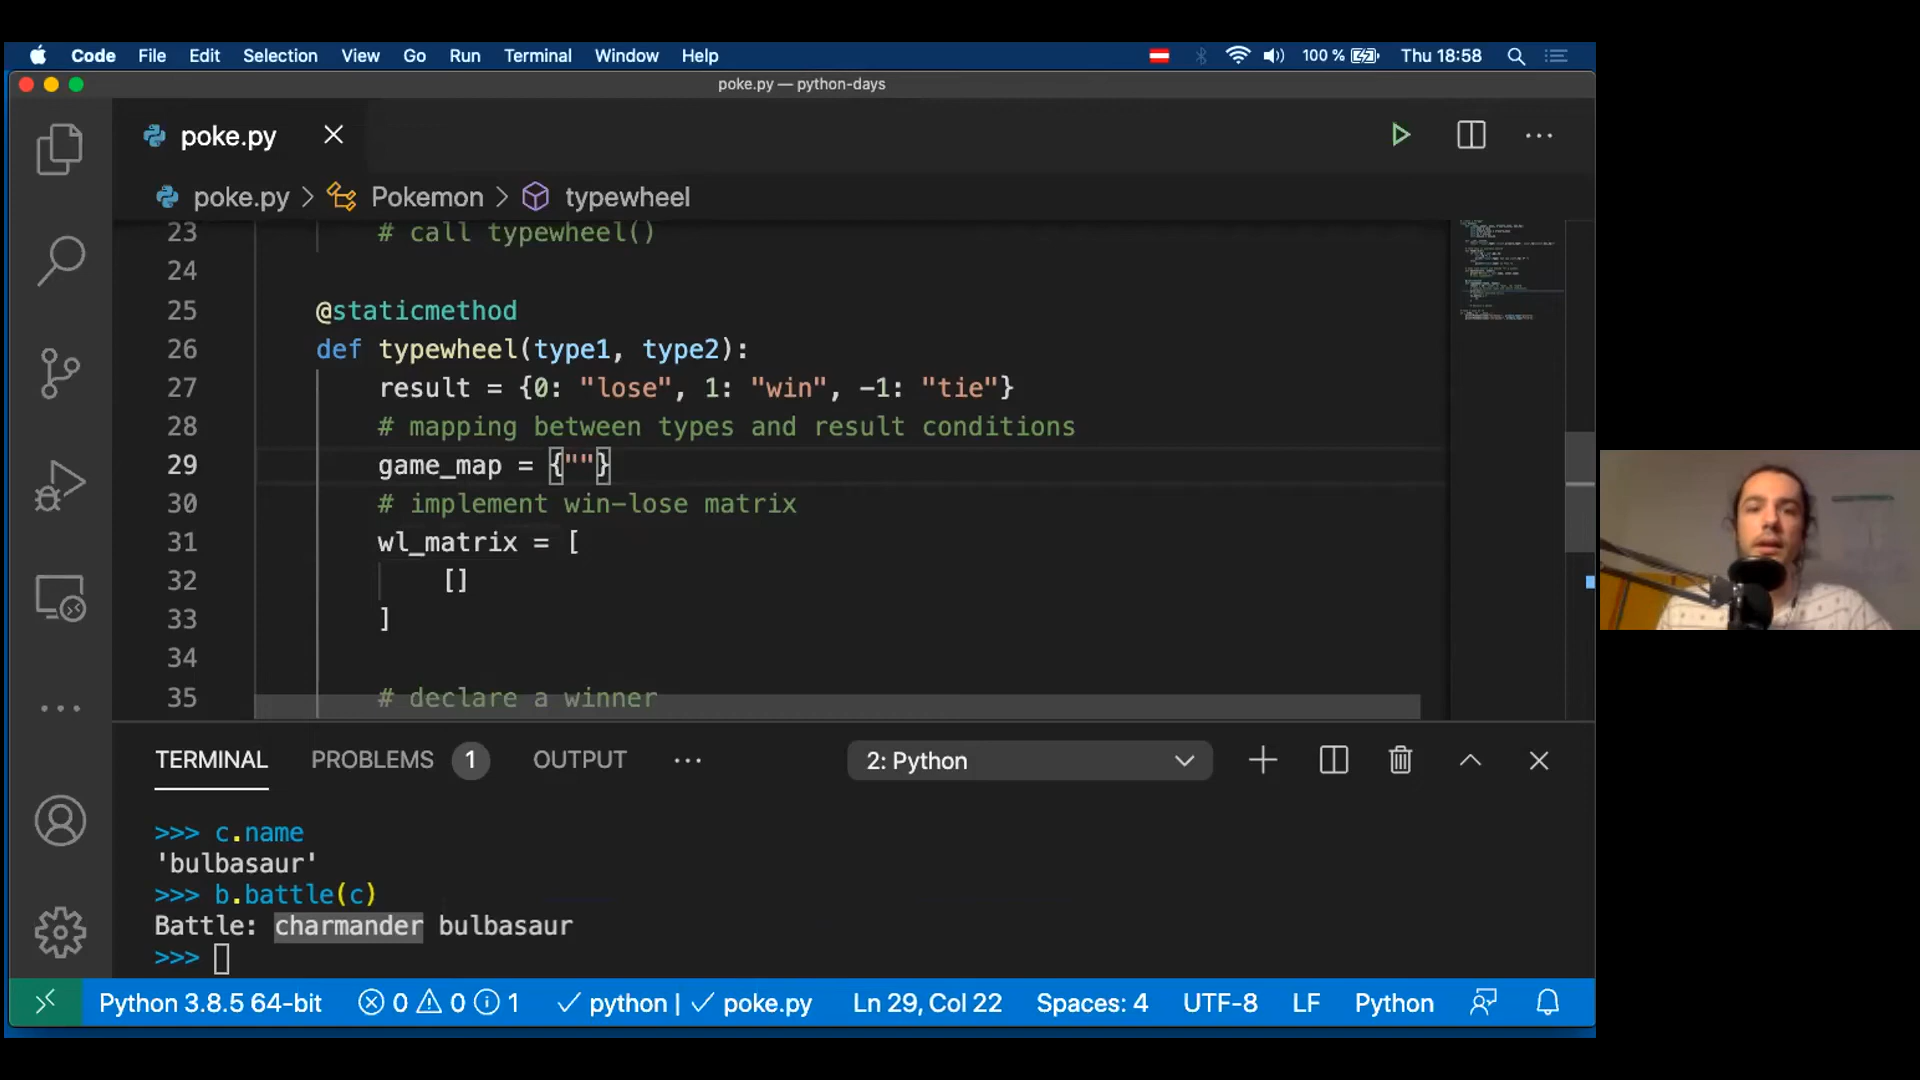 Code File Edit Selection View Go Run Terminal Window Help 100 % Thu 18:58
poke.py — python-days
poke.py
poke.py > Pokemon > typewheel
23 # call typewheel()
24
25 @staticmethod
26 def typewheel(type1, type2):
27 result = {0: "lose", 1: "win", -1: "tie"}
28 # mapping between types and result conditions
29 game_map = {""}
30 # implement win-lose matrix
31 wl_matrix = [
32 []
33 ]
34
35 # declare a winner
TERMINAL PROBLEMS 1 OUTPUT ··· 2: Python
>>> c.name
'bulbasaur'
>>> b.battle(c)
Battle: charmander bulbasaur
>>>
Python 3.8.5 64-bit 0 0 1 python | poke.py Ln 29, Col 22 Spaces: 4 UTF-8 LF Python